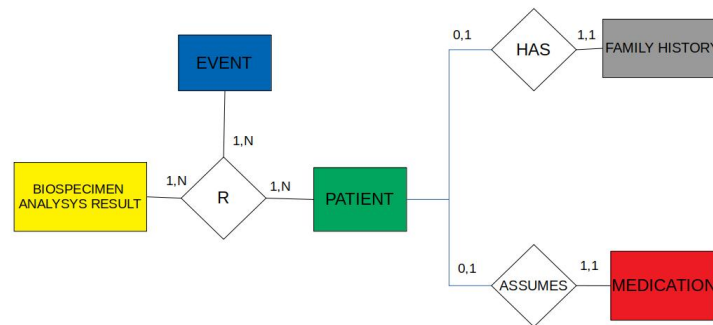 0,1
HAS
1,1
FAMILY HISTORY
EVENT
1,N
BIOSPECIMEN
ANALYSYS RESULT
1,N
R
1,N
PATIENT
0,1
ASSUMES
1,1
MEDICATION